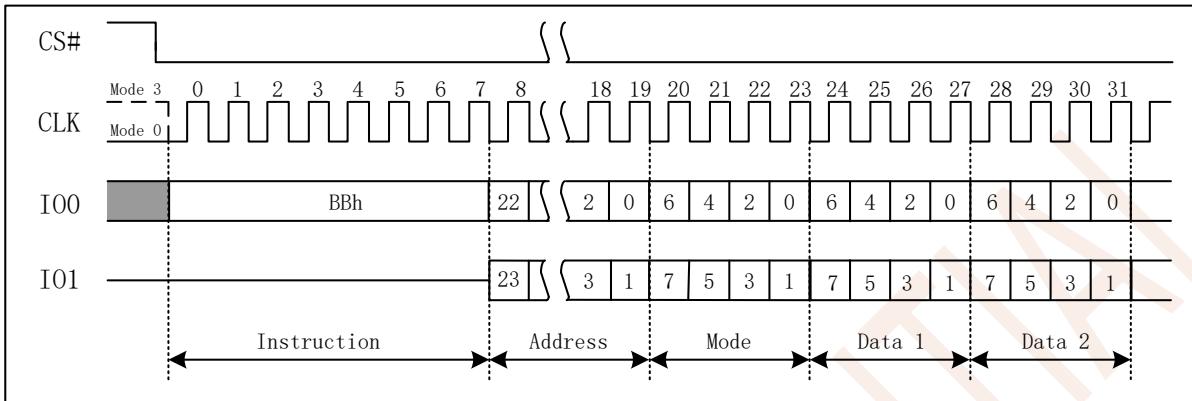 CS#
Mode 3 0 1 2 3 4 5 6 7 8 18 19 20 21 22 23 24 25 26 27 28 29 30 31
CLK
Mode 0
IO0 BBh 22 2 0 6 4 2 0 6 4 2 0 6 4 2 0
IO1 23 3 1 7 5 3 1 7 5 3 1 7 5 3 1
Instruction Address Mode Data 1 Data 2